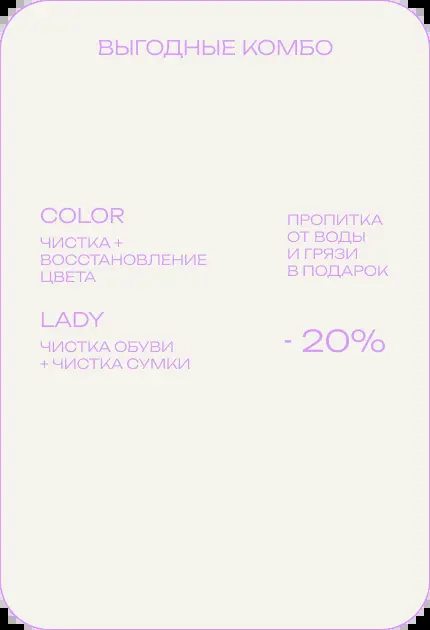 ВЫГОДНЫЕ КОМБО
COLOR
ЧИСТКА +
ВОССТАНОВЛЕНИЕ
ЦВЕТА
ПРОПИТКА
ОТ ВОДЫ
И ГРЯЗИ
В ПОДАРОК
LADY
ЧИСТКА ОБУВИ
+ ЧИСТКА СУМКИ
- 20%